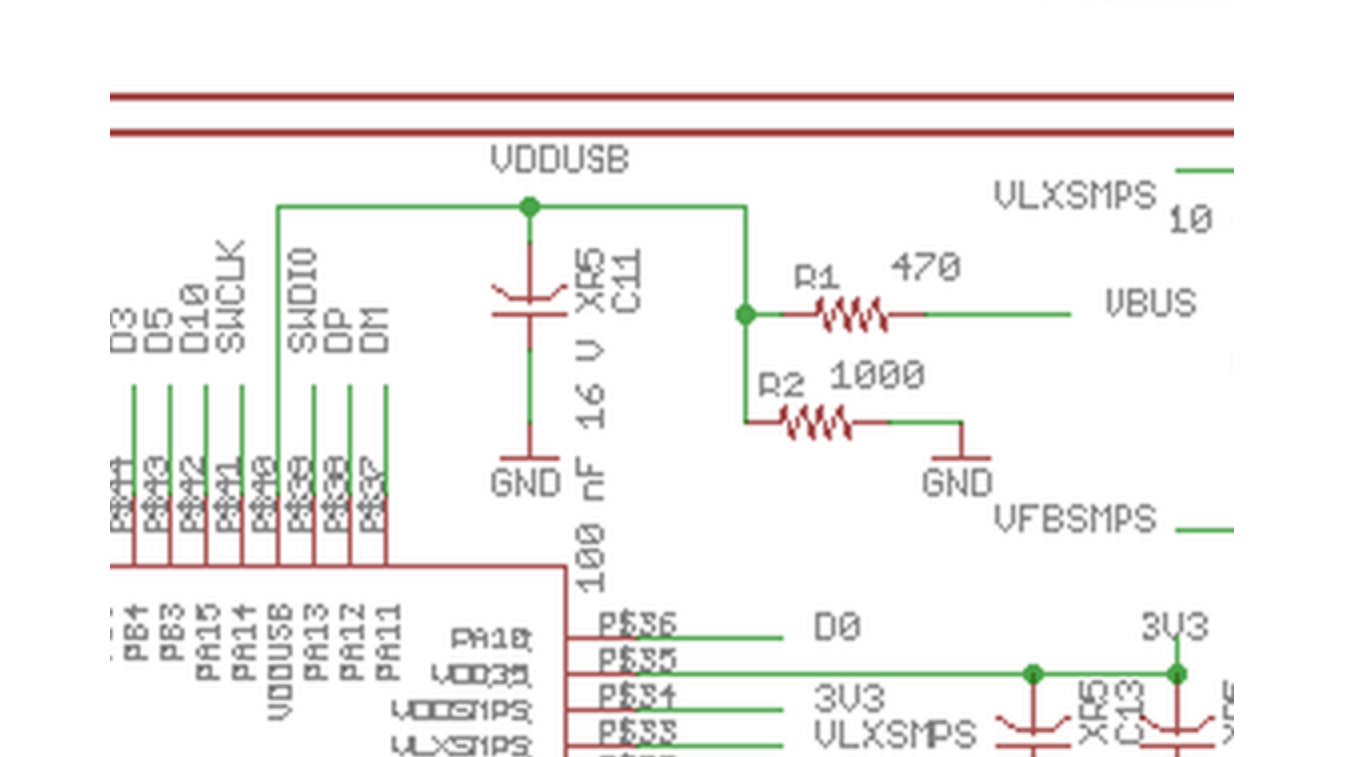 VDDUSB
VLXSMPS
10
SWCLK
SWDIO
XR5
C11
R1
470
VBUS
D3
D5
D10
DP
DM
16 V
R2
1000
P$44
P$43
P$42
P$41
P$40
P$39
P$38
P$37
GND
GND
100 nF
VFBSMPS
PB4
PB3
PA15
PA14
VDDUSB
PA13
PA12
PA11
PA10
P$36
D0
3V3
P$35
VDDSMPS
P$34
3V3
XR5
C13
VLXSMPS
P$33
VLXSMPS